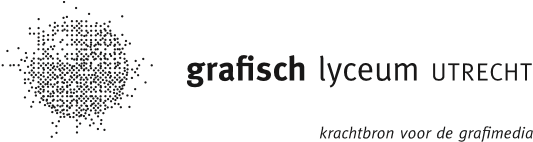 grafisch lyceum UTRECHT
krachtbron voor de grafimedia